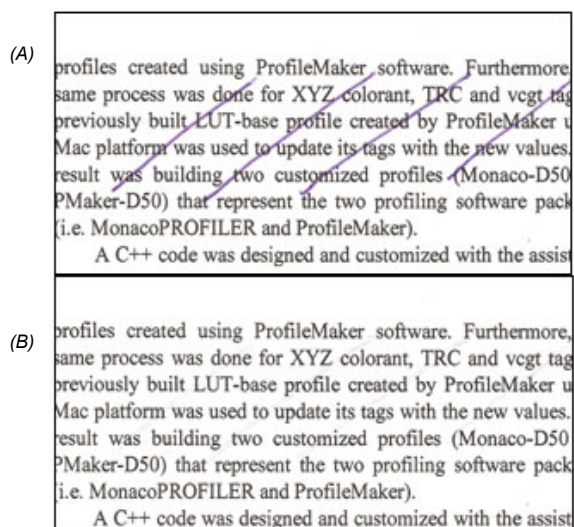 (A)
profiles created using ProfileMaker software. Furthermore,
same process was done for XYZ colorant, TRC and vcgt tag
previously built LUT-base profile created by ProfileMaker u
Mac platform was used to update its tags with the new values.
result was building two customized profiles (Monaco-D50
PMaker-D50) that represent the two profiling software pack
(i.e. MonacoPROFILER and ProfileMaker).
A C++ code was designed and customized with the assist
(B)
profiles created using ProfileMaker software. Furthermore,
same process was done for XYZ colorant, TRC and vcgt tag
previously built LUT-base profile created by ProfileMaker u
Mac platform was used to update its tags with the new values.
result was building two customized profiles (Monaco-D50
PMaker-D50) that represent the two profiling software pack
(i.e. MonacoPROFILER and ProfileMaker).
A C++ code was designed and customized with the assist